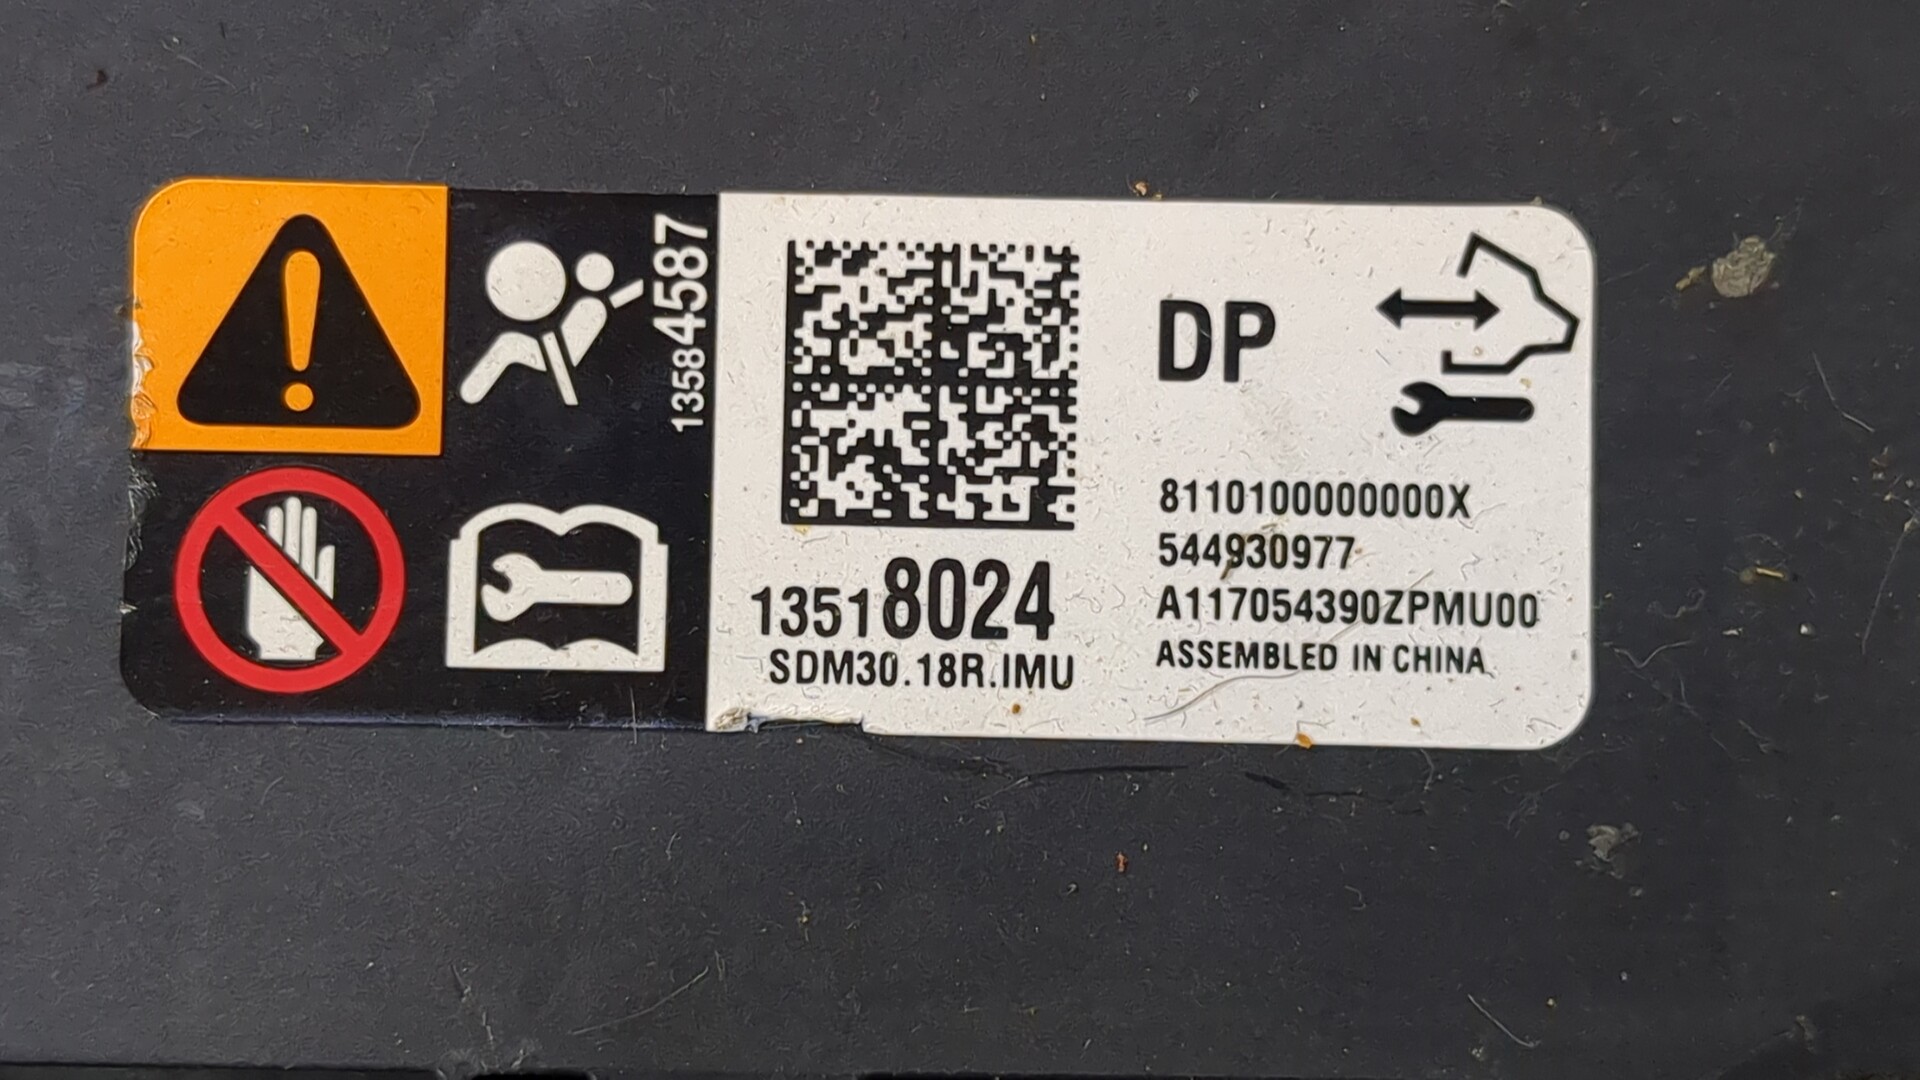 13584587
DP
8110100000000X
544930977
A117054390ZPMU00
ASSEMBLED IN CHINA
13518024
SDM30.18R.IMU